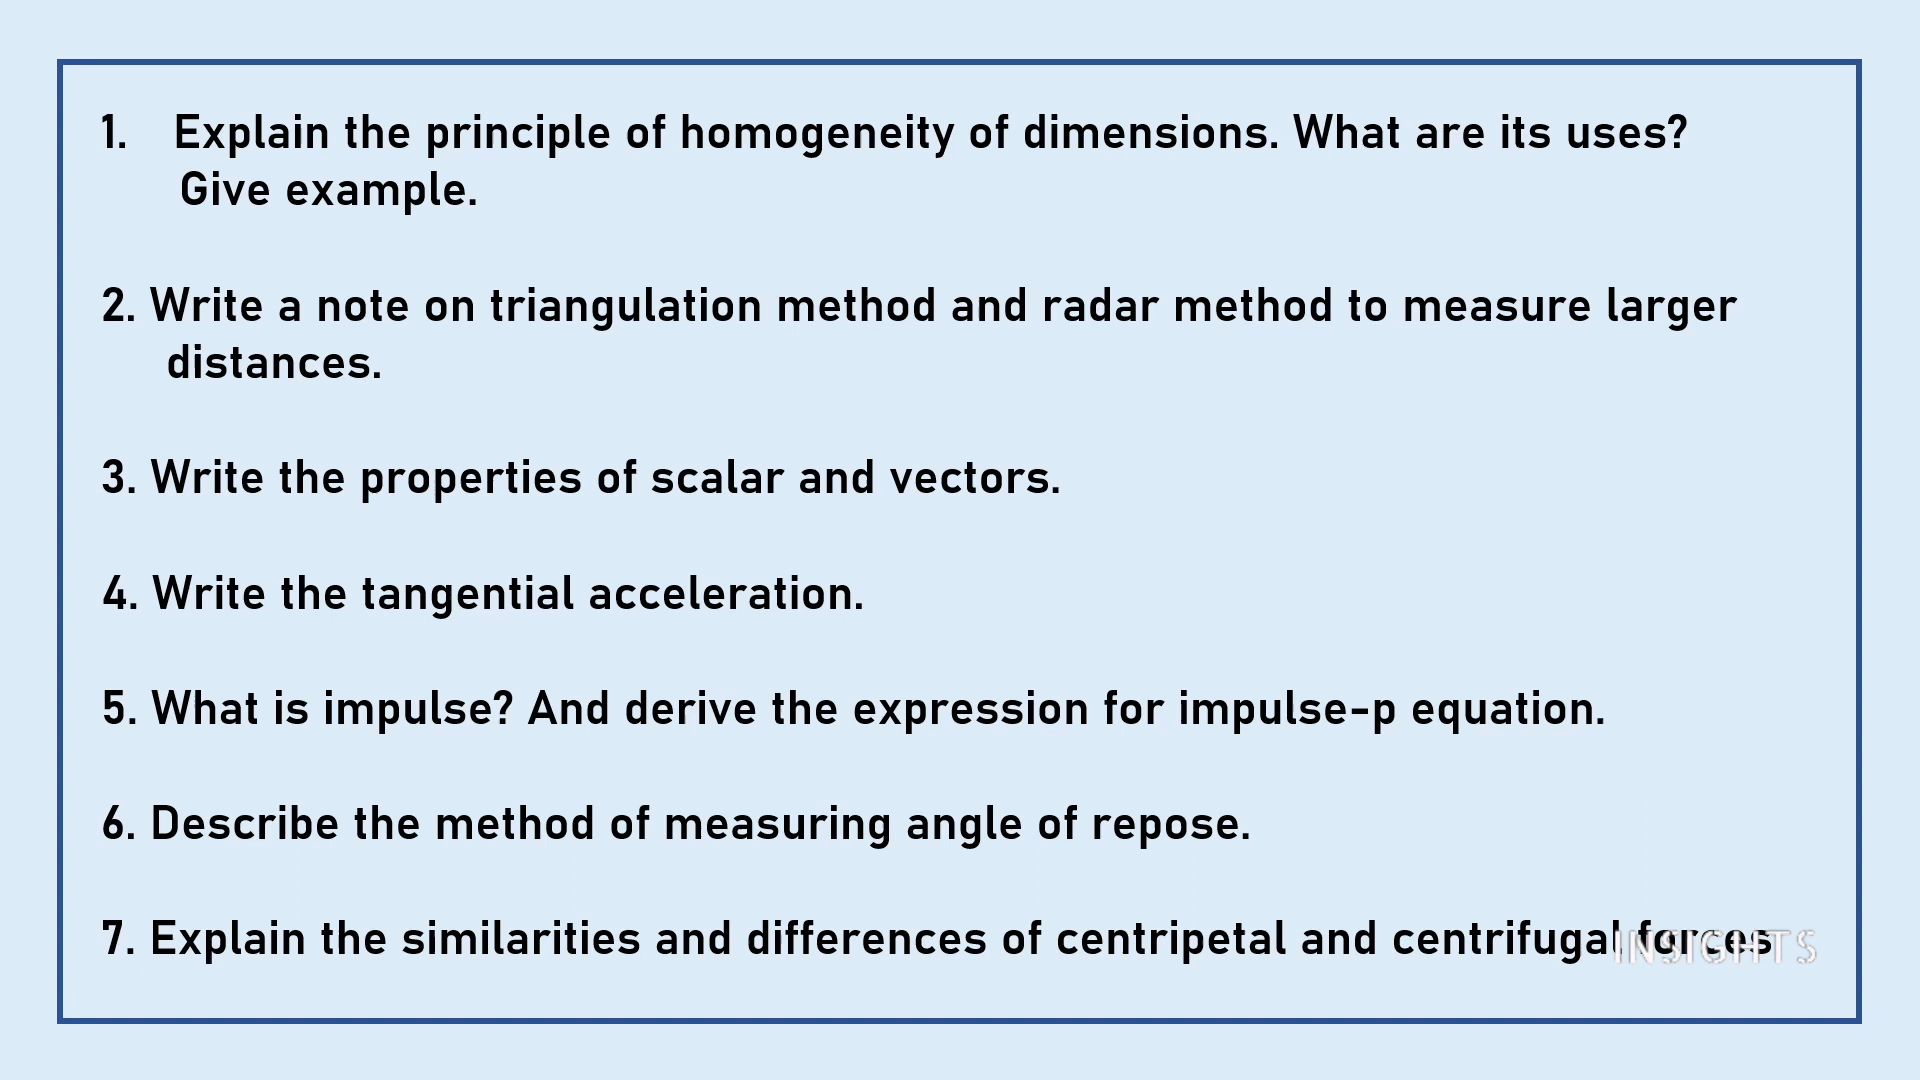 1. Explain the principle of homogeneity of dimensions. What are its uses?
Give example.
2. Write a note on triangulation method and radar method to measure larger
distances.
3. Write the properties of scalar and vectors.
4. Write the tangential acceleration.
5. What is impulse? And derive the expression for impulse-p equation.
6. Describe the method of measuring angle of repose.
7. Explain the similarities and differences of centripetal and centrifugal forces
INSIGHTS